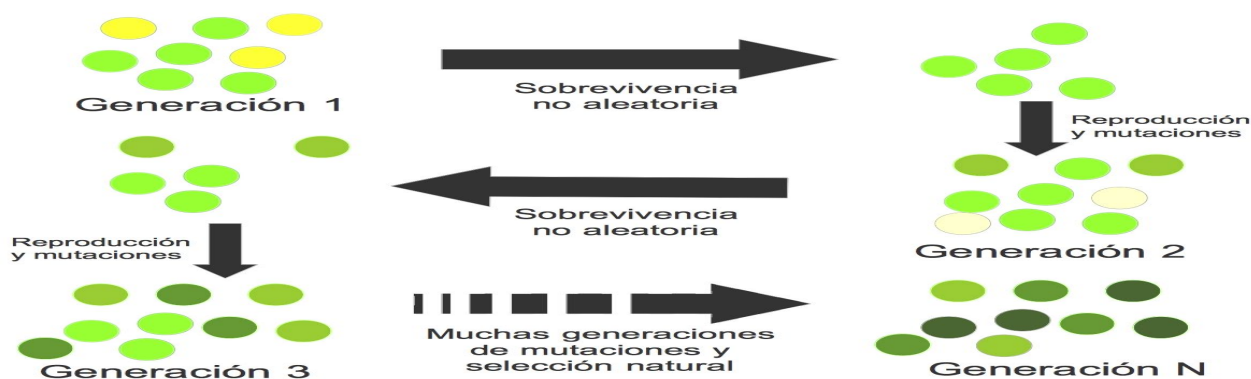 Generación 1
Sobrevivencia
no aleatoria
Reproducción
y mutaciones
Generación 2
Sobrevivencia
no aleatoria
Reproducción
y mutaciones
Generación 3
Muchas generaciones
de mutaciones y
selección natural
Generación N